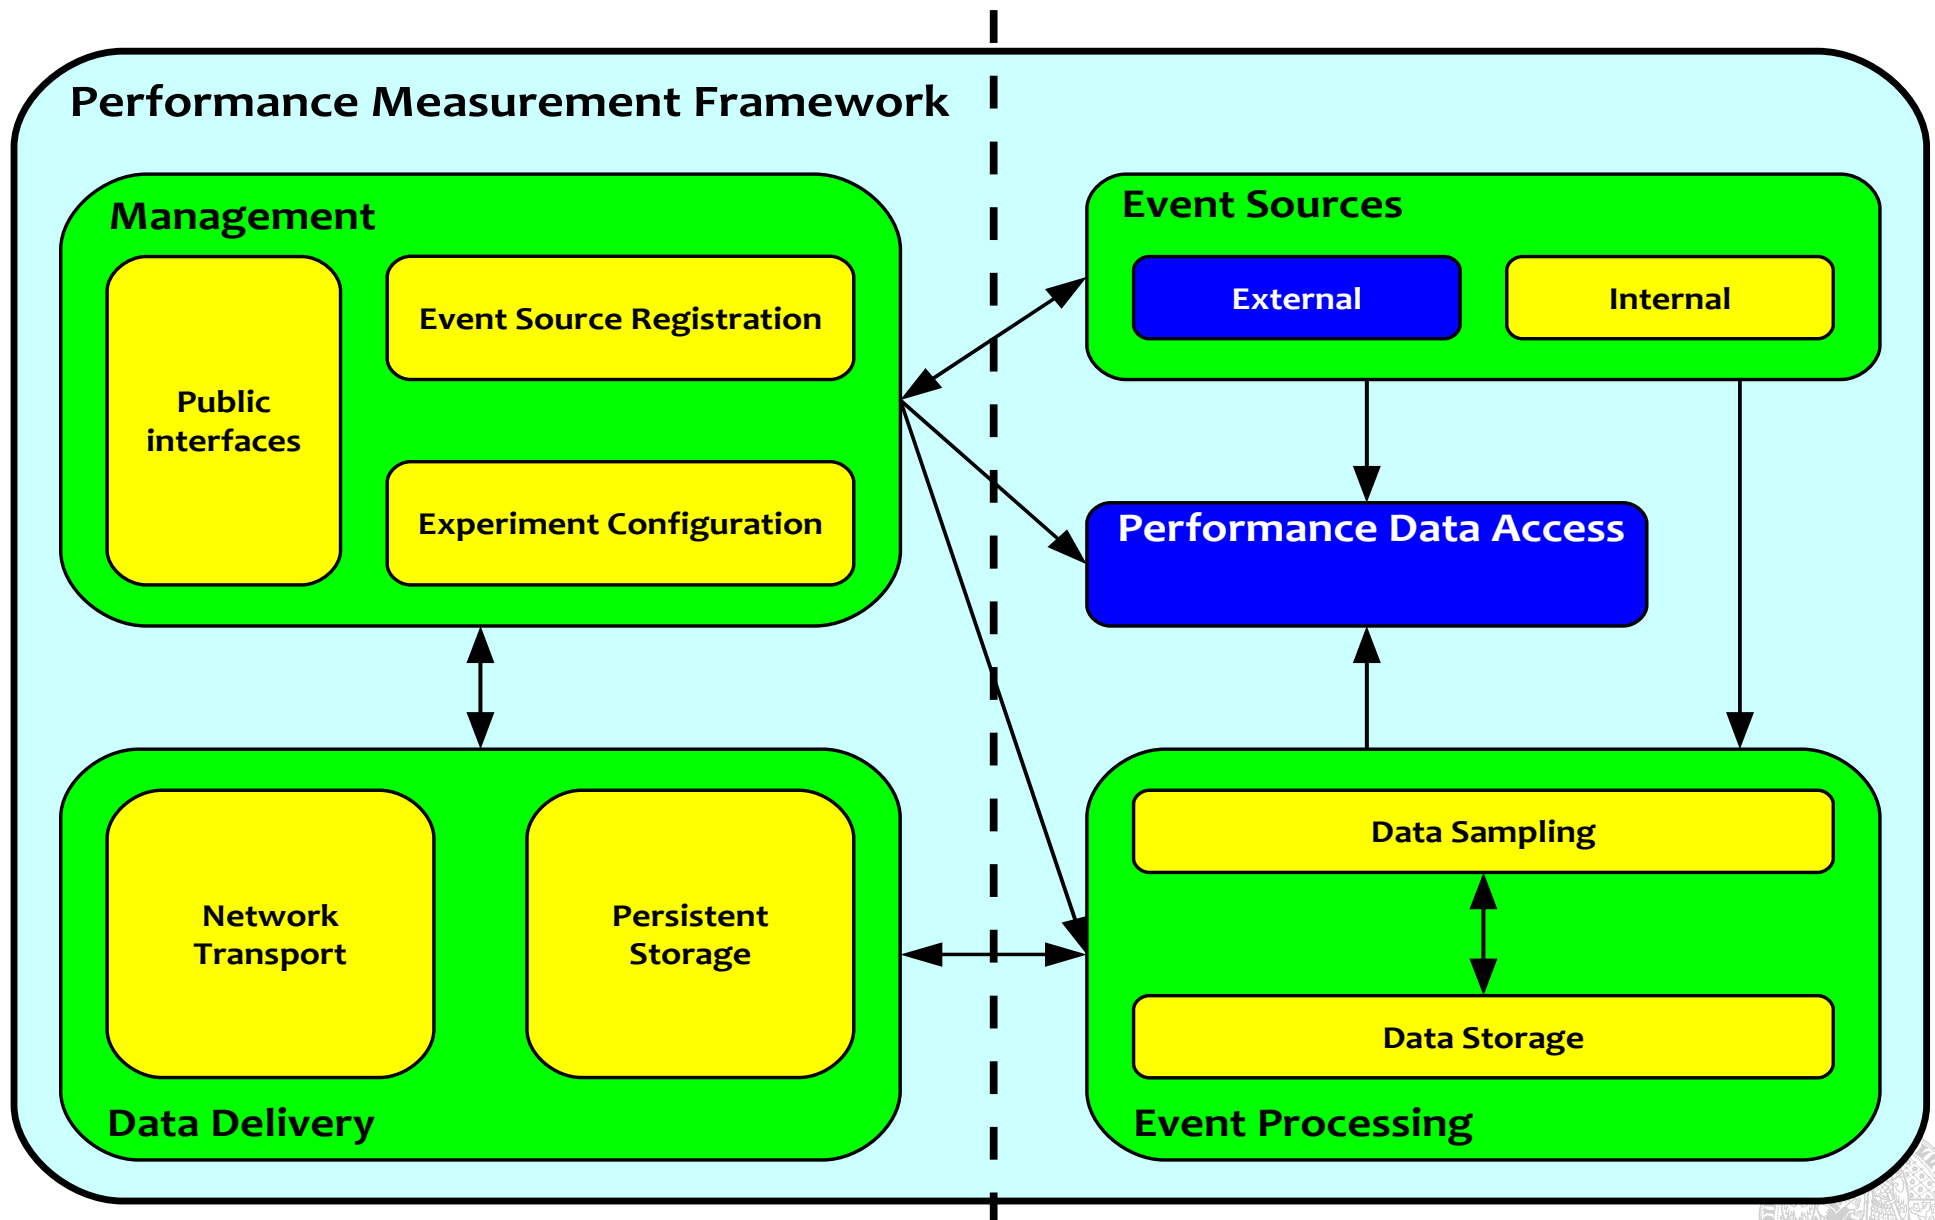 Performance Measurement Framework
Management
Public
interfaces
Event Source Registration
Experiment Configuration
Event Sources
External
Internal
Performance Data Access
Network
Transport
Persistent
Storage
Data Delivery
Data Sampling
Data Storage
Event Processing